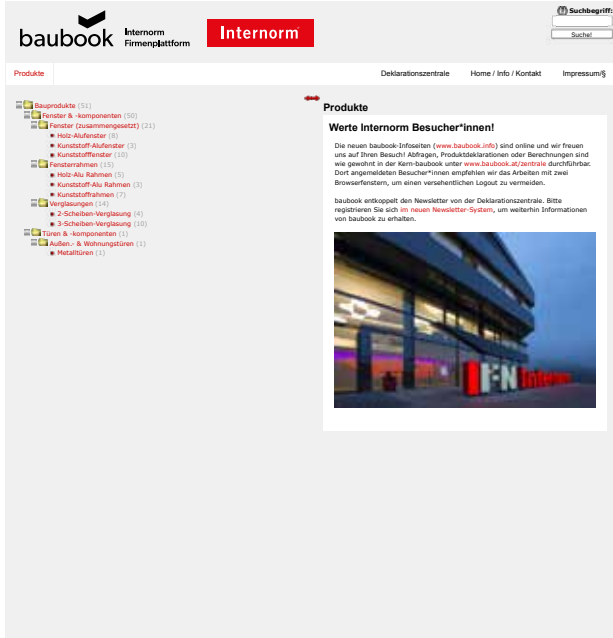 baubook
Internorm
Firmenplattform
Internorm
Suchbegriff:
Suche!
Produkte
Deklarationszentrale
Home / Info / Kontakt
Impressum/§
Bauprodukte (51)
Fenster & -komponenten (50)
Fenster (zusammengesetzt) (21)
Holz-Alufenster (8)
Kunststoff-Alufenster (3)
Kunststofffenster (10)
Fensterrahmen (15)
Holz-Alu Rahmen (5)
Kunststoff-Alu Rahmen (3)
Kunststoffrahmen (7)
Verglasungen (14)
2-Scheiben-Verglasung (4)
3-Scheiben-Verglasung (10)
Türen & -komponenten (1)
Außen.- & Wohnungstüren (1)
Metalltüren (1)
Produkte
Werte Internorm Besucher*innen!
Die neuen baubook-Infoseiten (www.baubook.info) sind online und wir freuen
uns auf Ihren Besuch! Abfragen, Produktdeklarationen oder Berechnungen sind
wie gewohnt in der Kern-baubook unter www.baubook.at/zentrale durchführbar.
Dort angemeldeten Besucher*innen empfehlen wir das Arbeiten mit zwei
Browserfenstern, um einen versehentlichen Logout zu vermeiden.
baubook entkoppelt den Newsletter von der Deklarationszentrale. Bitte
registrieren Sie sich im neuen Newsletter-System, um weiterhin Informationen
von baubook zu erhalten.